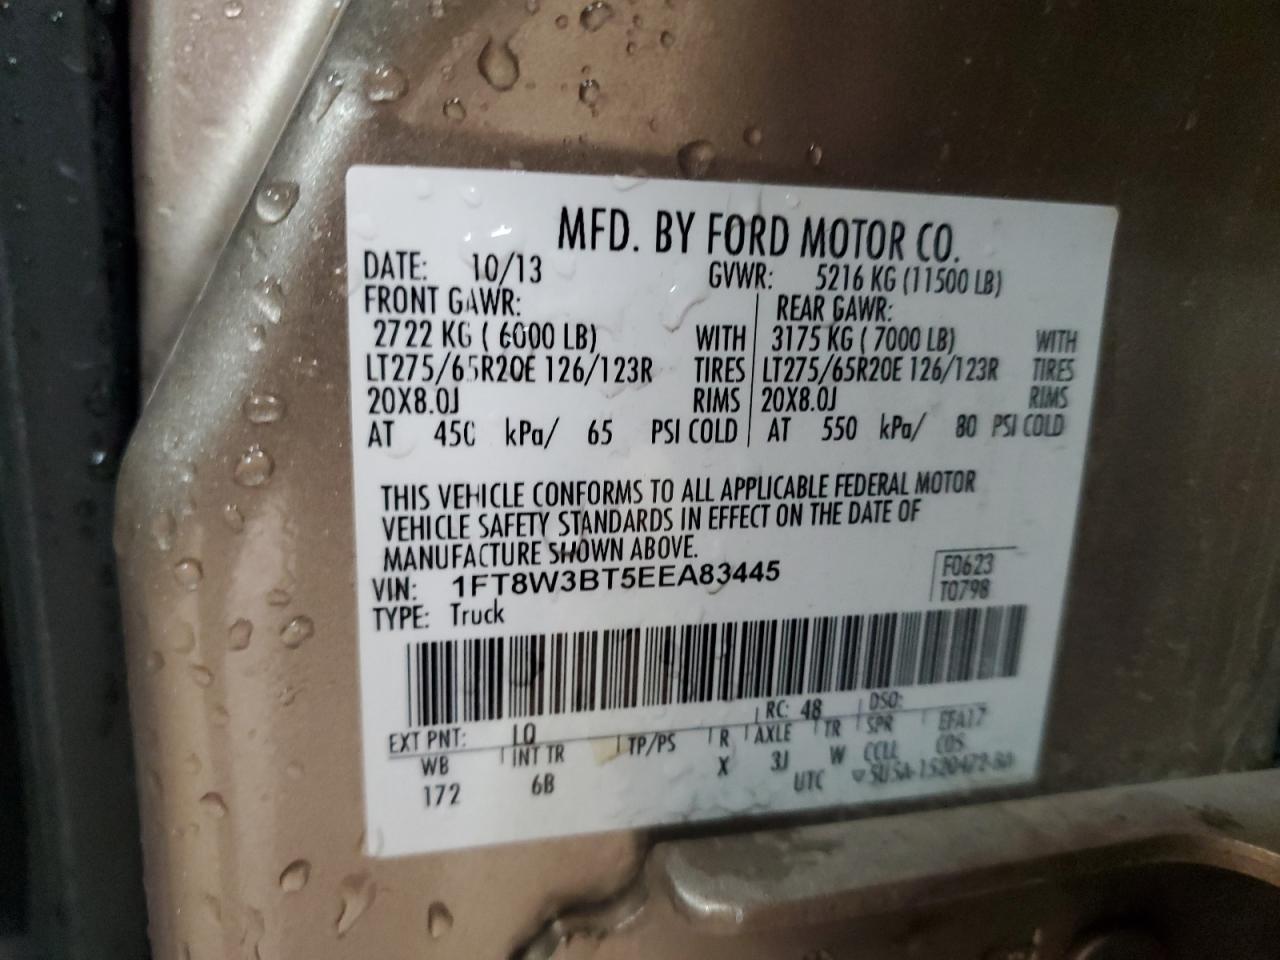 MFD. BY FORD MOTOR CO.
DATE: 10/13 GVWR: 5216 KG (11500 LB)
FRONT GAWR: REAR GAWR:
2722 KG ( 6000 LB) WITH 3175 KG ( 7000 LB) WITH
LT275/65R20E 126/123R TIRES LT275/65R20E 126/123R TIRES
20X8.0J RIMS 20X8.0J RIMS
AT 450 kPa/ 65 PSI COLD AT 550 kPa/ 80 PSI COLD
THIS VEHICLE CONFORMS TO ALL APPLICABLE FEDERAL MOTOR
VEHICLE SAFETY STANDARDS IN EFFECT ON THE DATE OF
MANUFACTURE SHOWN ABOVE.
VIN: 1FT8W3BT5EEA83445 F0623
TYPE: Truck T0798
EXT PNT: LQ RC: 48 DSO:
WB INT TR TP/PS R AXLE TR SPR EFA17
172 6B X 3J W CCLL COS
UTC